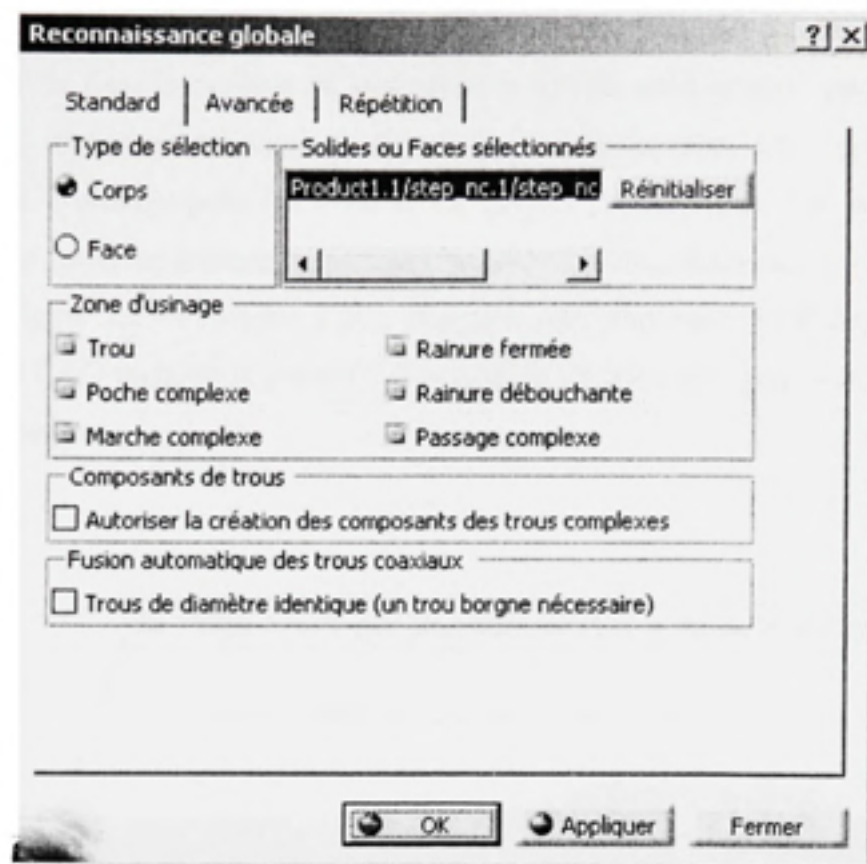 Reconnaissance globale ? X
Standard Avancée Répétition
Type de sélection
Corps
Face
Solides ou Faces sélectionnés
Product1.1/step_nc.1/step_nc Réinitialiser
Zone d'usinage
Trou Rainure fermée
Poche complexe Rainure débouchante
Marche complexe Passage complexe
Composants de trous
Autoriser la création des composants des trous complexes
Fusion automatique des trous coaxiaux
Trous de diamètre identique (un trou borgne nécessaire)
OK Appliquer Fermer